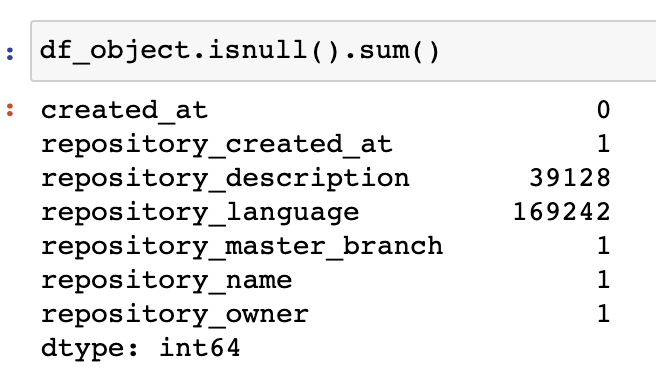 : df_object.isnull().sum()
: created_at 0
repository_created_at 1
repository_description 39128
repository_language 169242
repository_master_branch 1
repository_name 1
repository_owner 1
dtype: int64